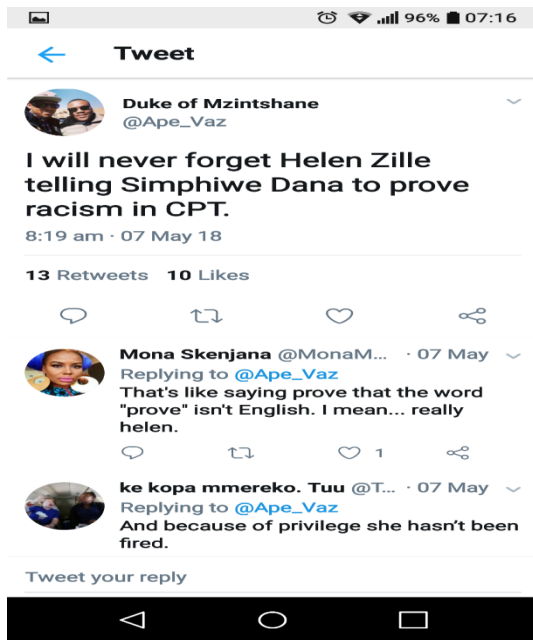 96% 07:16
Tweet
Duke of Mzintshane
@Ape_Vaz
I will never forget Helen Zille
telling Simphiwe Dana to prove
racism in CPT.
8:19 am · 07 May 18
13 Retweets 10 Likes
Mona Skenjana @MonaM... · 07 May
Replying to @Ape_Vaz
That's like saying prove that the word
"prove" isn't English. I mean... really
helen.
1
ke kopa mmereko. Tuu @T... · 07 May
Replying to @Ape_Vaz
And because of privilege she hasn't been
fired.
Tweet your reply